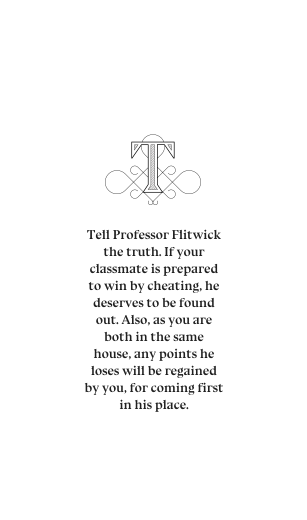 T
Tell Professor Flitwick
the truth. If your
classmate is prepared
to win by cheating, he
deserves to be found
out. Also, as you are
both in the same
house, any points he
loses will be regained
by you, for coming first
in his place.